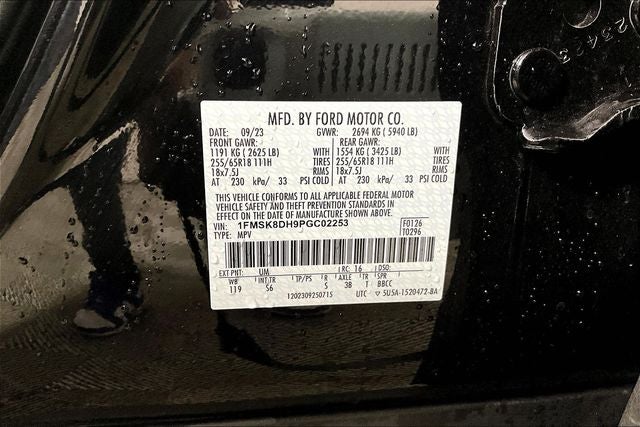 MFD. BY FORD MOTOR CO.
DATE: 09/23 GVWR: 2694 KG (5940 LB)
FRONT GAWR: REAR GAWR:
1191 KG (2625 LB) WITH 1554 KG (3425 LB) WITH
255/65R18 111H TIRES 255/65R18 111H TIRES
18x7.5J RIMS 18x7.5J RIMS
AT 230 kPa/ 33 PSI COLD AT 230 kPa/ 33 PSI COLD
THIS VEHICLE CONFORMS TO ALL APPLICABLE FEDERAL MOTOR
VEHICLE SAFETY AND THEFT PREVENTION STANDARDS IN
EFFECT ON THE DATE OF MANUFACTURE SHOWN ABOVE.
VIN: 1FMSK8DH9PGC02253 F0126
TYPE: MPV T0296
EXT PNT: UM RC: 16 DSO:
WB INT TR TP/PS R AXLE TR SPR
119 S6 S 3B T BBCC
1202309250715 UTC 5U5A-1520472-BA